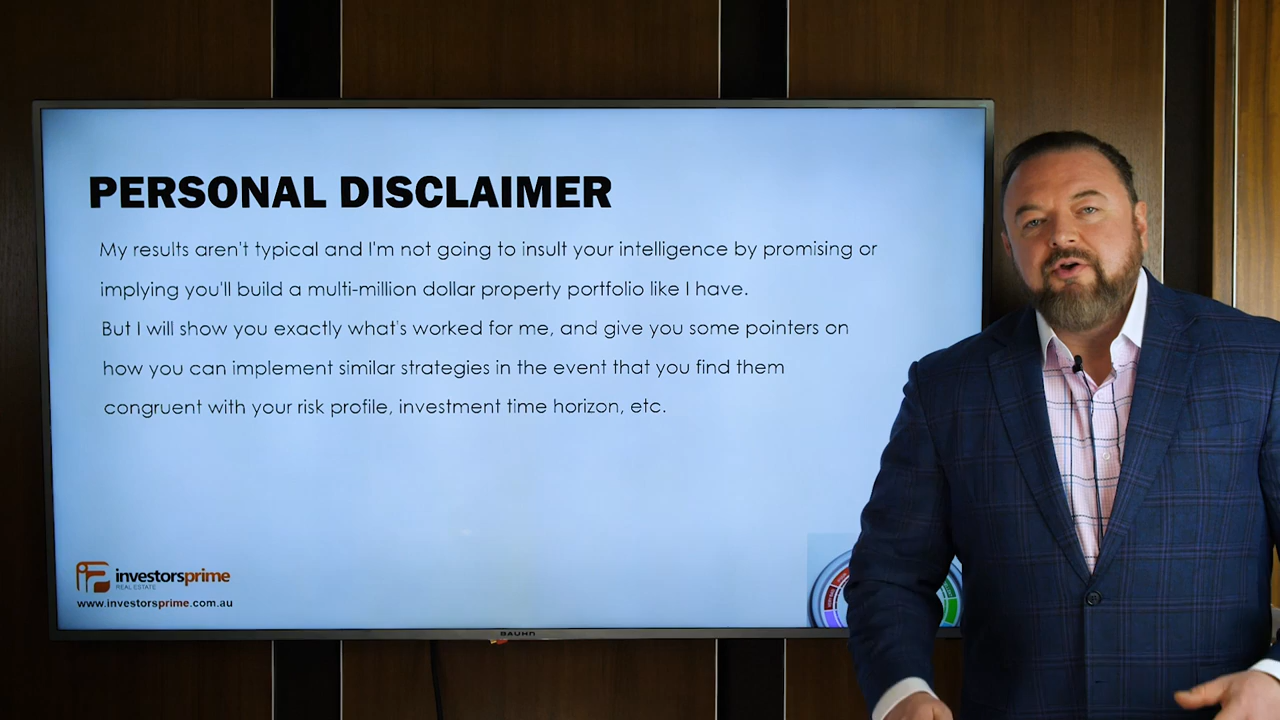 PERSONAL DISCLAIMER
My results aren't typical and I'm not going to insult your intelligence by promising or
implying you'll build a multi-million dollar property portfolio like I have.
But I will show you exactly what's worked for me, and give you some pointers on
how you can implement similar strategies in the event that you find them
congruent with your risk profile, investment time horizon, etc.
investorsprime
REAL ESTATE
www.investorsprime.com.au
BAUHN